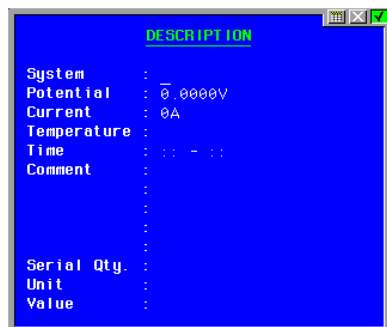 DESCRIPTION
System :
Potential : 0.0000V
Current : 0A
Temperature :
Time : :: - ::
Comment :
:
:
:
:
Serial Qty. :
Unit :
Value :